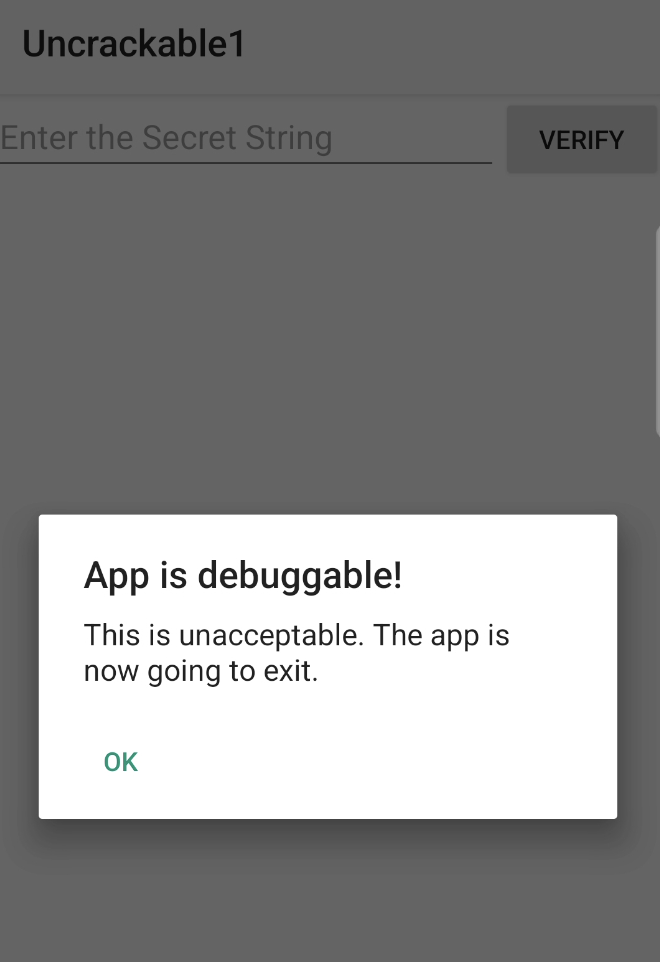 Uncrackable1
Enter the Secret String
VERIFY
App is debuggable!
This is unacceptable. The app is
now going to exit.
OK